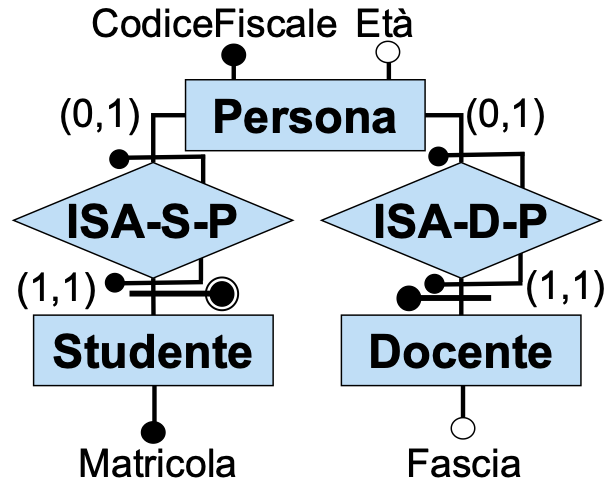 CodiceFiscale Età
(0,1) Persona (0,1)
ISA-S-P ISA-D-P
(1,1) (1,1)
Studente Docente
Matricola Fascia